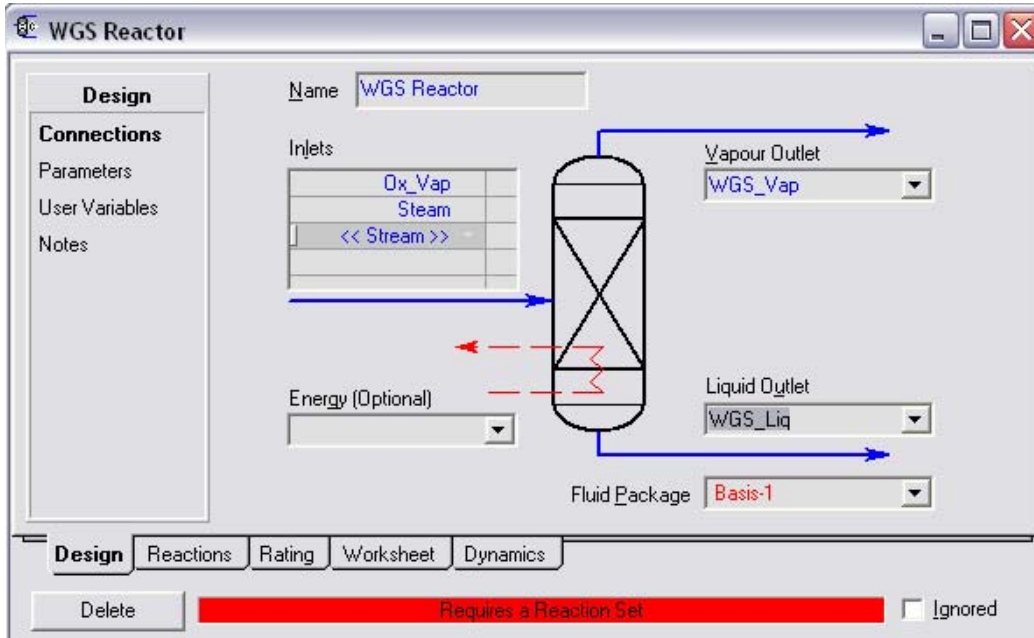 WGS Reactor
Design
Connections
Parameters
User Variables
Notes
Name WGS Reactor
Inlets
Ox_Vap
Steam
<< Stream >>
Energy (Optional)
Vapour Outlet
WGS_Vap
Liquid Outlet
WGS_Liq
Fluid Package Basis-1
Design Reactions Rating Worksheet Dynamics
Delete Requires a Reaction Set Ignored